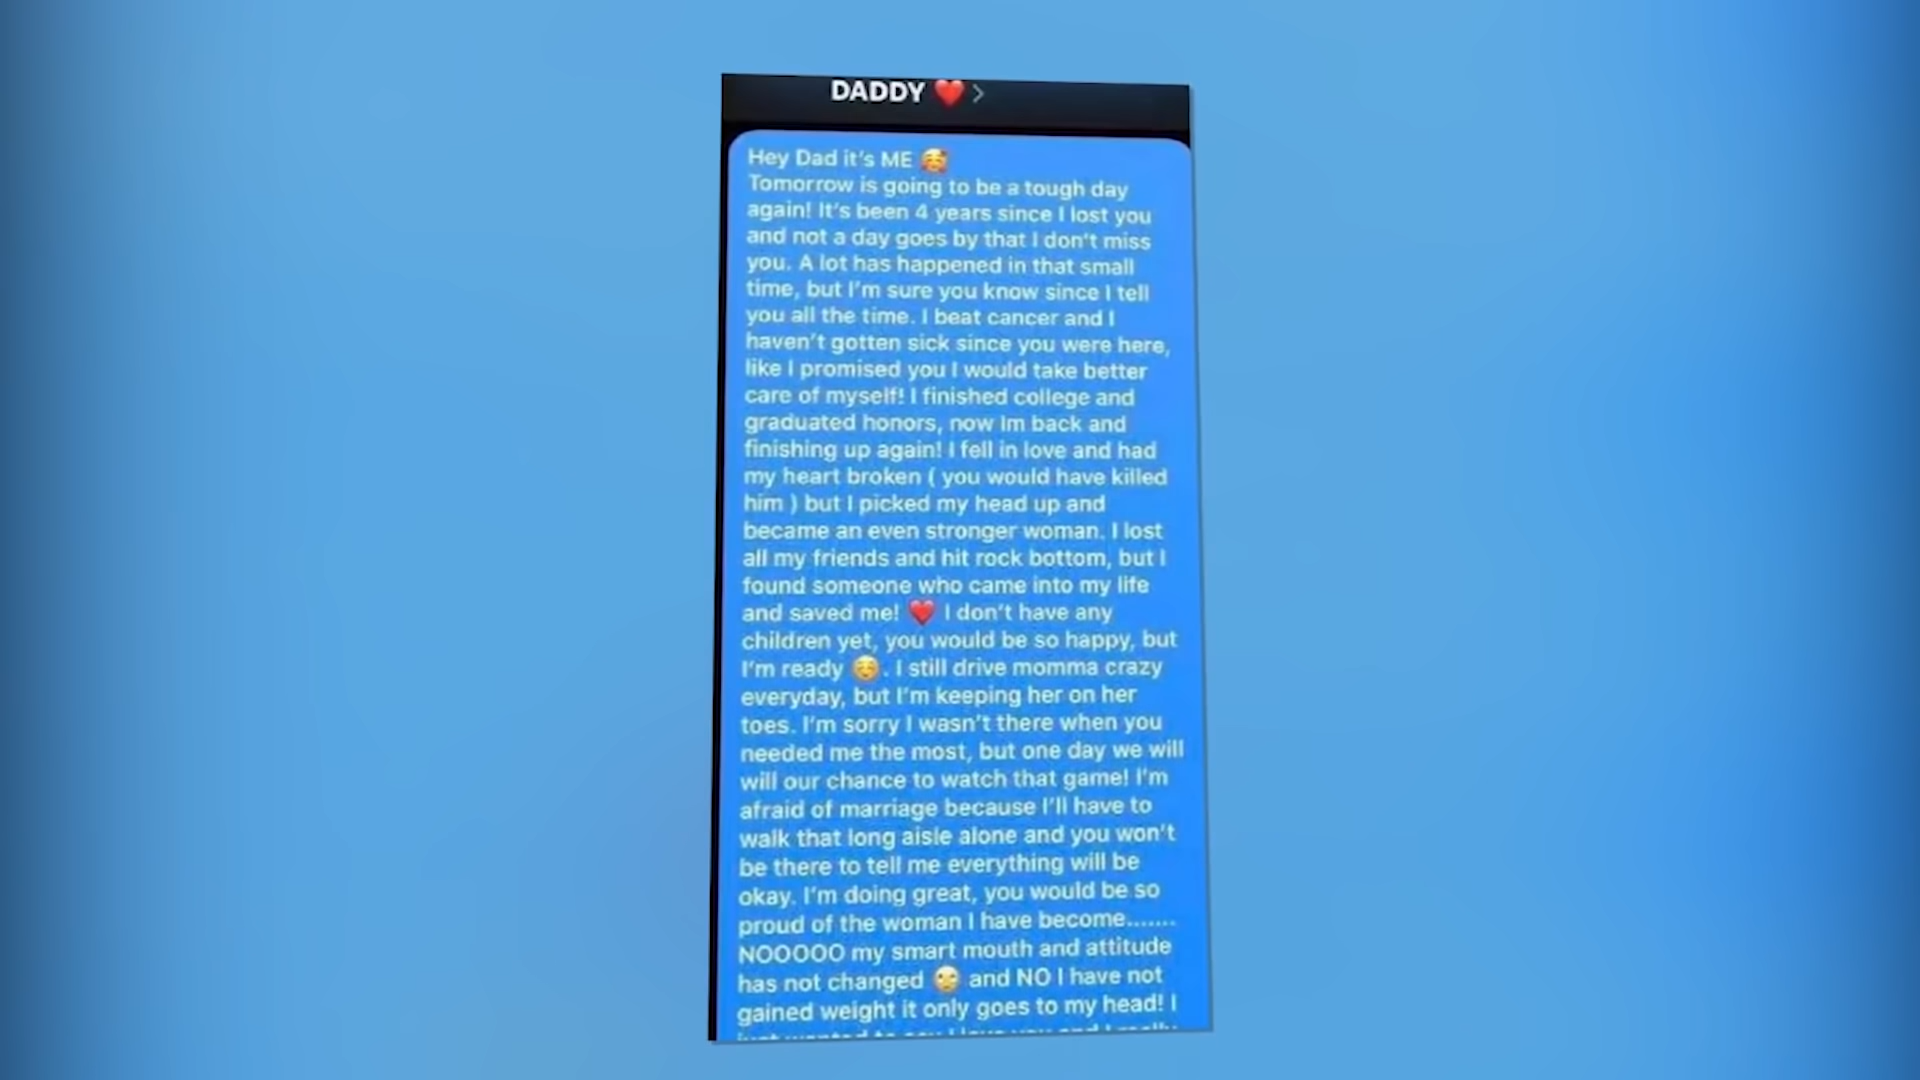 DADDY ❤️ >
Hey Dad it's ME 🥰
Tomorrow is going to be a tough day
again! It's been 4 years since I lost you
and not a day goes by that I don't miss
you. A lot has happened in that small
time, but I'm sure you know since I tell
you all the time. I beat cancer and I
haven't gotten sick since you were here,
like I promised you I would take better
care of myself! I finished college and
graduated honors, now Im back and
finishing up again! I fell in love and had
my heart broken ( you would have killed
him ) but I picked my head up and
became an even stronger woman. I lost
all my friends and hit rock bottom, but I
found someone who came into my life
and saved me! ❤️ I don't have any
children yet, you would be so happy, but
I'm ready ☺️. I still drive momma crazy
everyday, but I'm keeping her on her
toes. I'm sorry I wasn't there when you
needed me the most, but one day we will
will our chance to watch that game! I'm
afraid of marriage because I'll have to
walk that long aisle alone and you won't
be there to tell me everything will be
okay. I'm doing great, you would be so
proud of the woman I have become.......
NOOOOO my smart mouth and attitude
has not changed 🙄 and NO I have not
gained weight it only goes to my head! I
just wanted to say I love you and I really